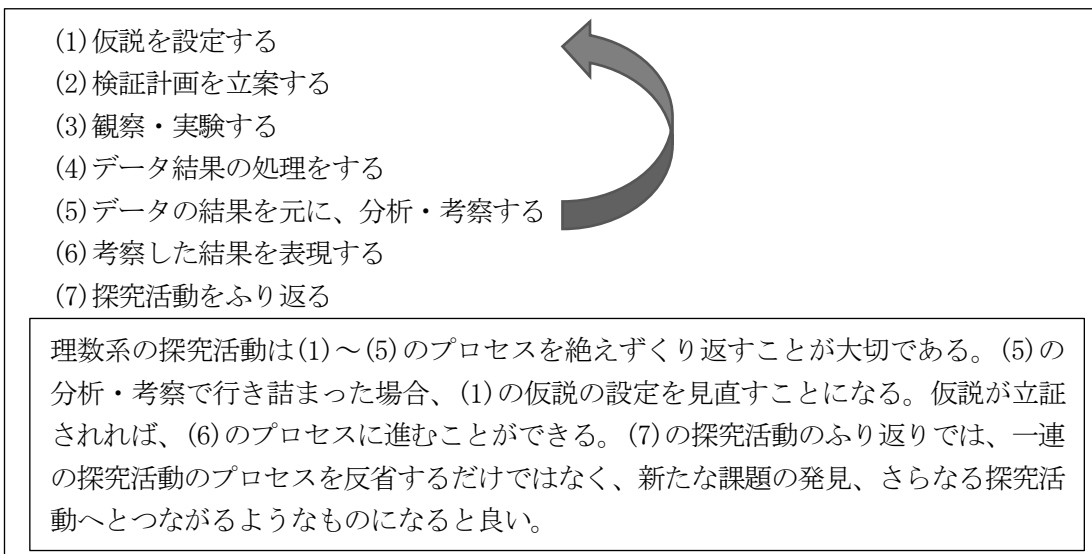 (1)仮説を設定する
(2)検証計画を立案する
(3)観察・実験する
(4)データ結果の処理をする
(5)データの結果を元に、分析・考察する
(6)考察した結果を表現する
(7)探究活動をふり返る
理数系の探究活動は(1)～(5)のプロセスを絶えずくり返すことが大切である。(5)の
分析・考察で行き詰まった場合、(1)の仮説の設定を見直すことになる。仮説が立証
されれば、(6)のプロセスに進むことができる。(7)の探究活動のふり返りでは、一連
の探究活動のプロセスを反省するだけではなく、新たな課題の発見、さらなる探究活
動へとつながるようなものになると良い。